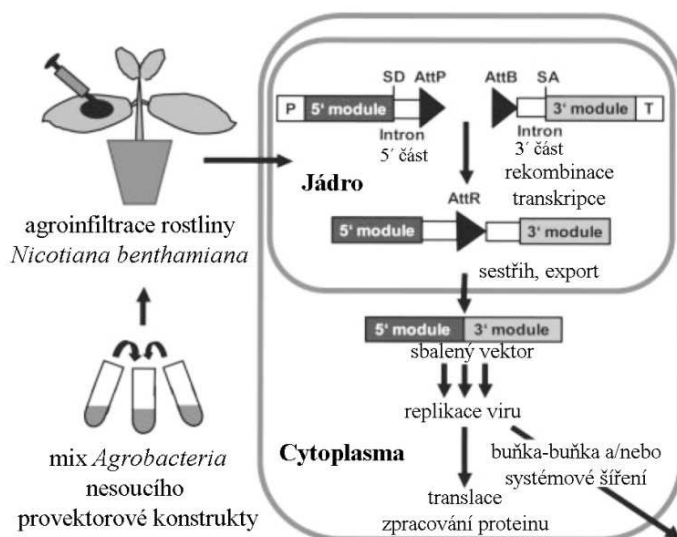 SD AttP AttB SA
P 5' module 3' module T
Intron Intron
5´ část 3´ část
rekombinace
Jádro transkripce
AttR
5' module 3' module
sestřih, export
agroinfiltrace rostliny
Nicotiana benthamiana
5' module 3' module
sbalený vektor
replikace viru
mix Agrobacteria
nesoucího
provektorové konstrukty
Cytoplasma
buňka-buňka a/nebo
systémové šíření
translace
zpracování proteinu